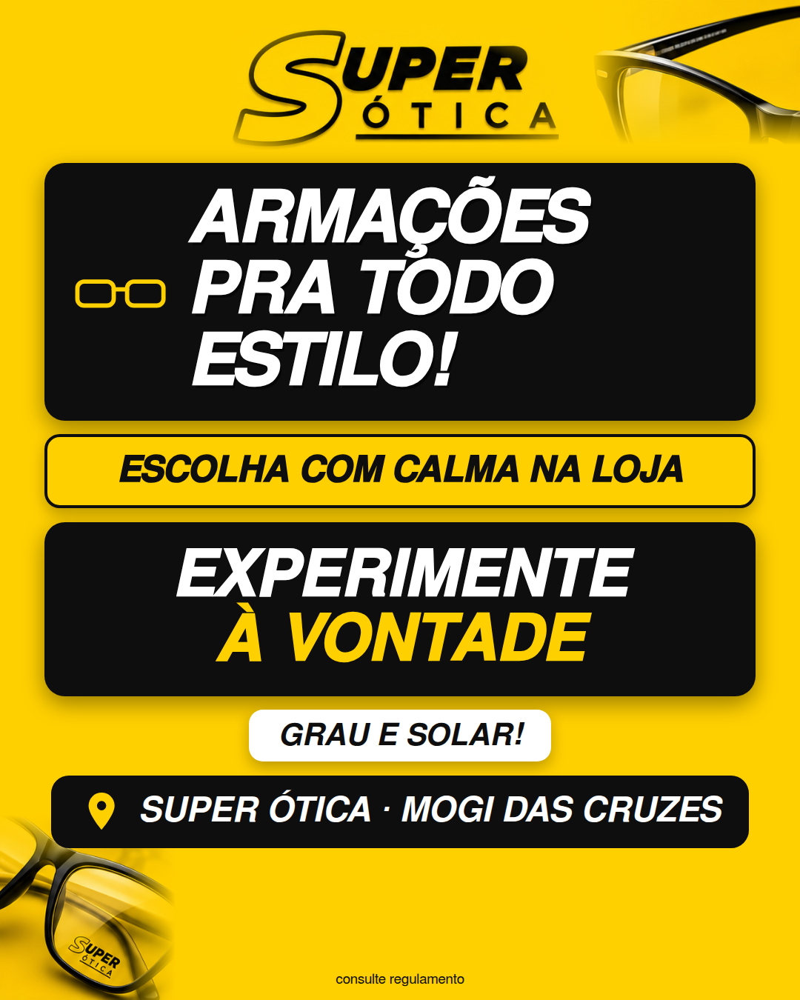 SUPER
ÓTICA
ARMAÇÕES
PRA TODO
ESTILO!
ESCOLHA COM CALMA NA LOJA
EXPERIMENTE
À VONTADE
GRAU E SOLAR!
SUPER ÓTICA · MOGI DAS CRUZES
SUPER
ÓTICA
consulte regulamento